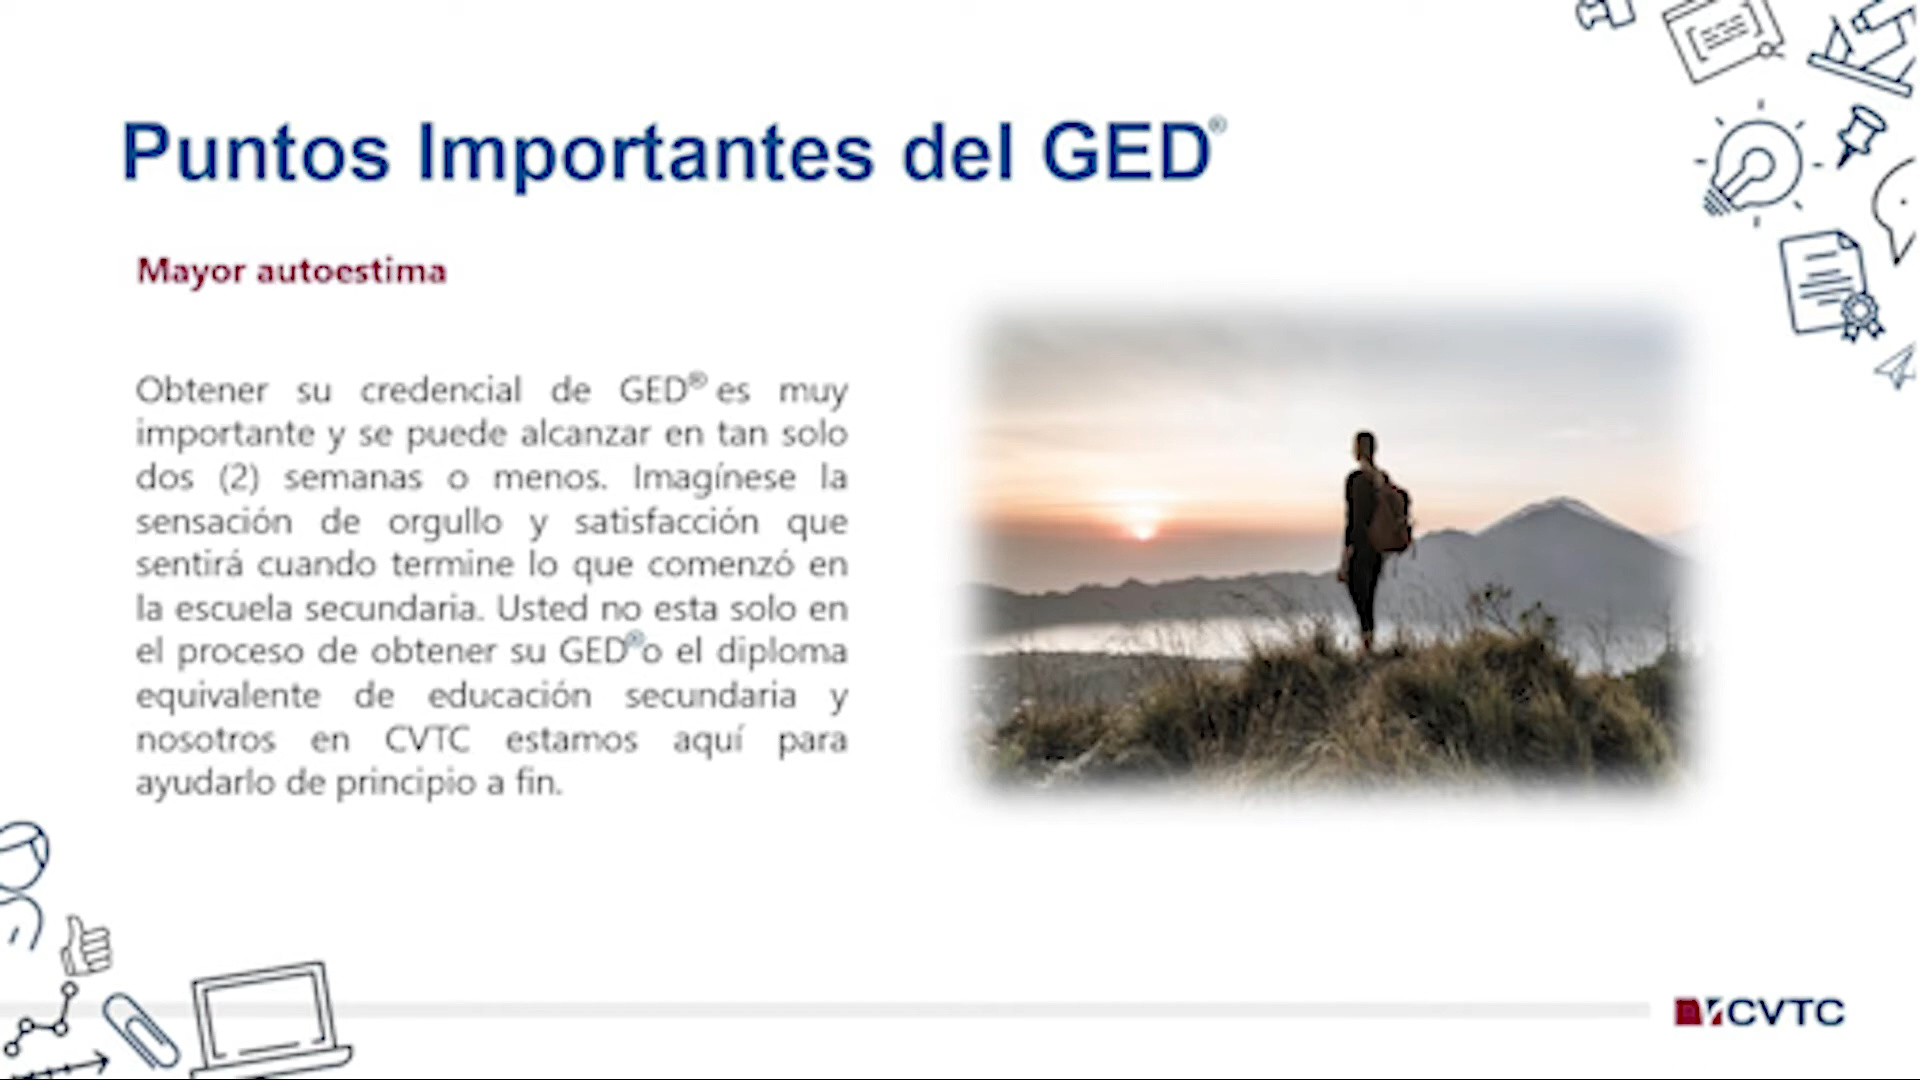 Puntos Importantes del GED®
Mayor autoestima
Obtener su credencial de GED® es muy
importante y se puede alcanzar en tan solo
dos (2) semanas o menos. Imagínese la
sensación de orgullo y satisfacción que
sentirá cuando termine lo que comenzó en
la escuela secundaria. Usted no esta solo en
el proceso de obtener su GED®o el diploma
equivalente de educación secundaria y
nosotros en CVTC estamos aquí para
ayudarlo de principio a fin.
CVTC